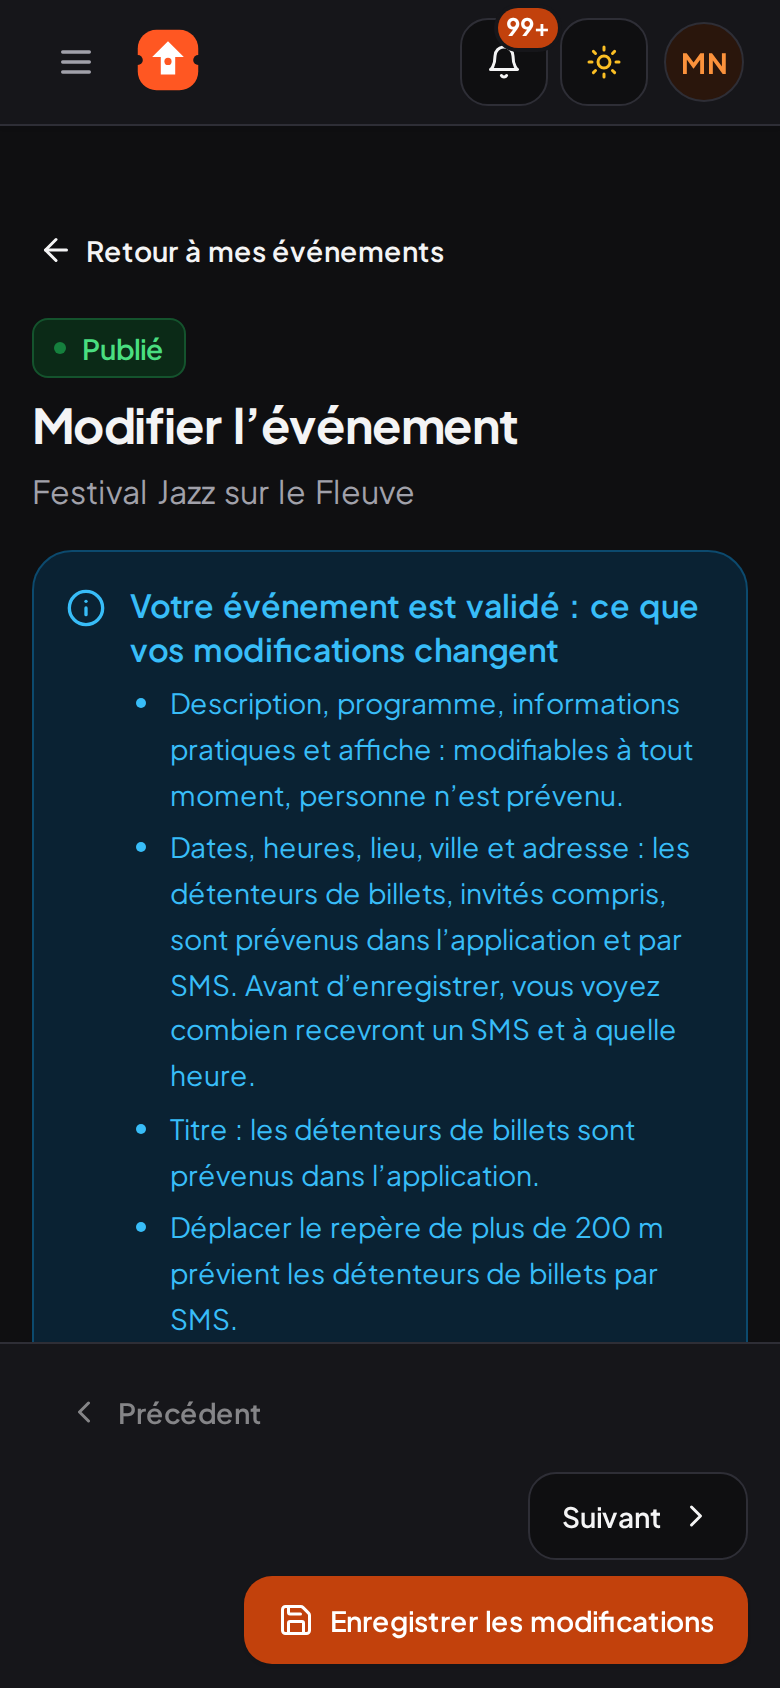 99+
MN
Retour à mes événements
Publié
Modifier l’événement
Festival Jazz sur le Fleuve
Votre événement est validé : ce que
vos modifications changent
Description, programme, informations
pratiques et affiche : modifiables à tout
moment, personne n’est prévenu.
Dates, heures, lieu, ville et adresse : les
détenteurs de billets, invités compris,
sont prévenus dans l’application et par
SMS. Avant d’enregistrer, vous voyez
combien recevront un SMS et à quelle
heure.
Titre : les détenteurs de billets sont
prévenus dans l’application.
Déplacer le repère de plus de 200 m
prévient les détenteurs de billets par
SMS.
Précédent
Suivant
Enregistrer les modifications